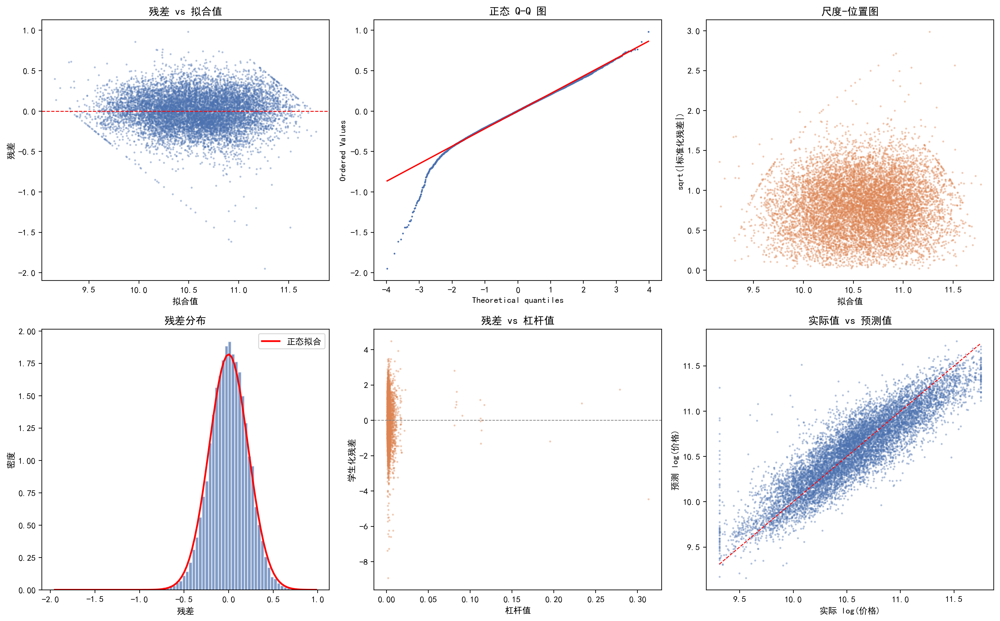 残差 vs 拟合值
1.0
0.5
0.0
−0.5
−1.0
−1.5
−2.0
残差
9.5 10.0 10.5 11.0 11.5
拟合值
正态 Q-Q 图
1.0
0.5
0.0
−0.5
−1.0
−1.5
−2.0
Ordered Values
−4 −3 −2 −1 0 1 2 3 4
Theoretical quantiles
尺度-位置图
3.0
2.5
2.0
1.5
1.0
0.5
0.0
sqrt(|标准化残差|)
9.5 10.0 10.5 11.0 11.5
拟合值
残差分布
正态拟合
2.00
1.75
1.50
1.25
1.00
0.75
0.50
0.25
0.00
密度
−2.0 −1.5 −1.0 −0.5 0.0 0.5 1.0
残差
残差 vs 杠杆值
4
2
0
−2
−4
−6
−8
学生化残差
0.00 0.05 0.10 0.15 0.20 0.25 0.30
杠杆值
实际值 vs 预测值
11.5
11.0
10.5
10.0
9.5
预测 log(价格)
9.5 10.0 10.5 11.0 11.5
实际 log(价格)